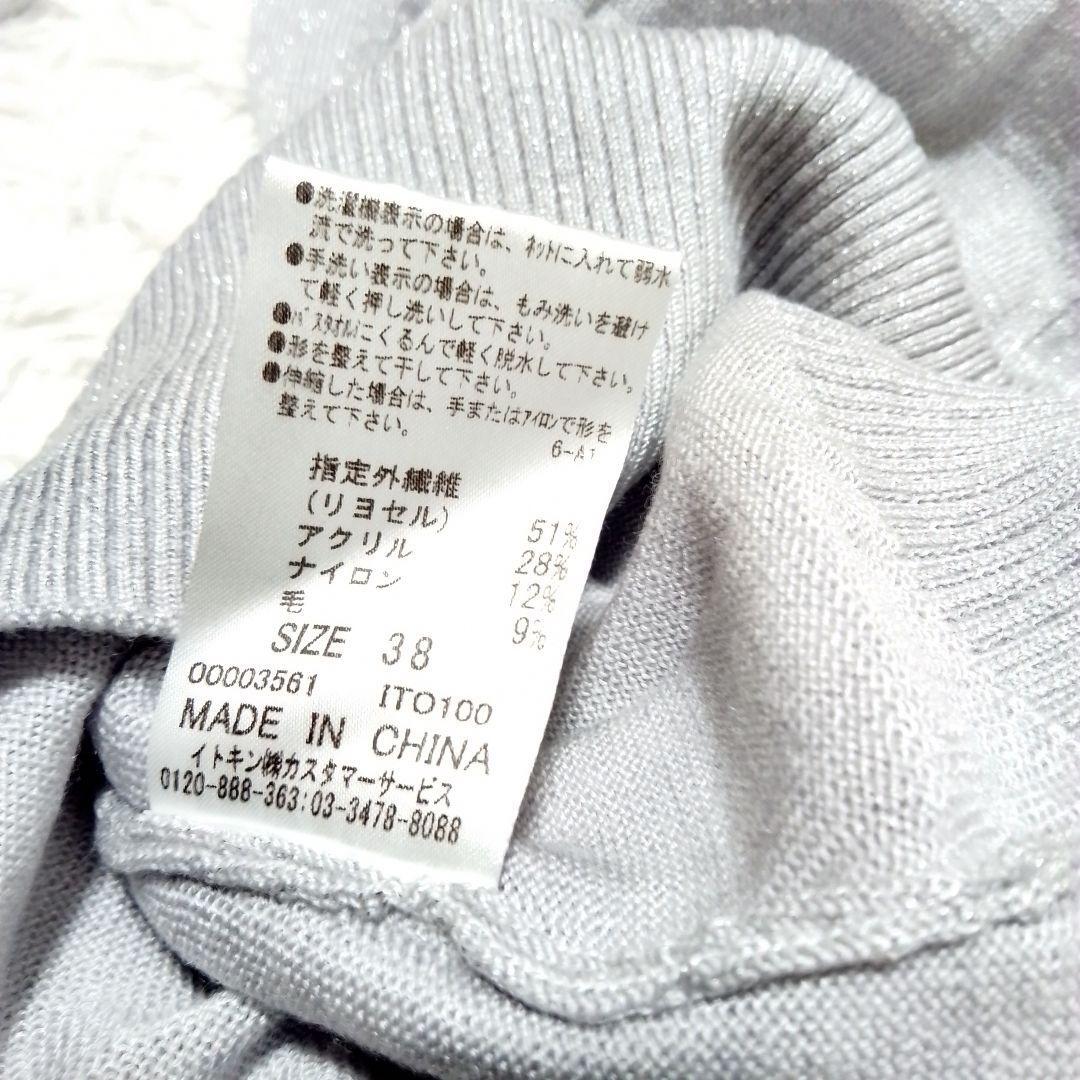 ●洗濯機表示の場合は、ネットに入れて弱水
流で洗って下さい。
●手洗い表示の場合は、もみ洗いを避け
て軽く押し洗いして下さい。
●バスタオルにくるんで軽く脱水して下さい。
●形を整えて干して下さい。
●伸縮した場合は、手またはアイロンで形を
整えて下さい。
6-A1
指定外繊維
(リヨセル) 51%
アクリル 28%
ナイロン 12%
毛 9%
SIZE 38
00003561 ITO100
MADE IN CHINA
イトキン㈱カスタマーサービス
0120-888-363:03-3478-8088